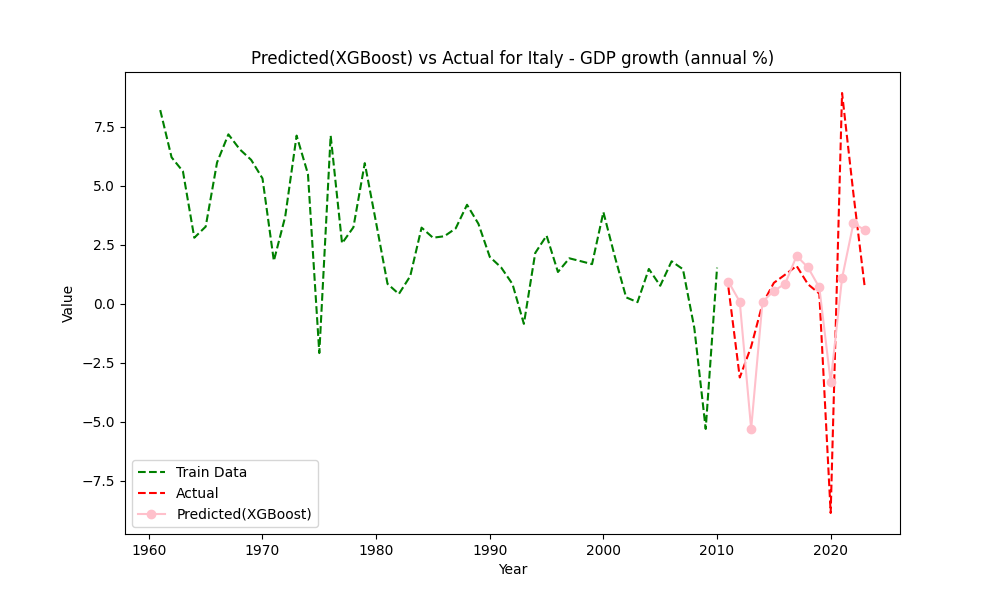 Predicted(XGBoost) vs Actual for Italy - GDP growth (annual %)
7.5
5.0
2.5
0.0
−2.5
−5.0
−7.5
Value
Train Data
Actual
Predicted(XGBoost)
1960 1970 1980 1990 2000 2010 2020
Year